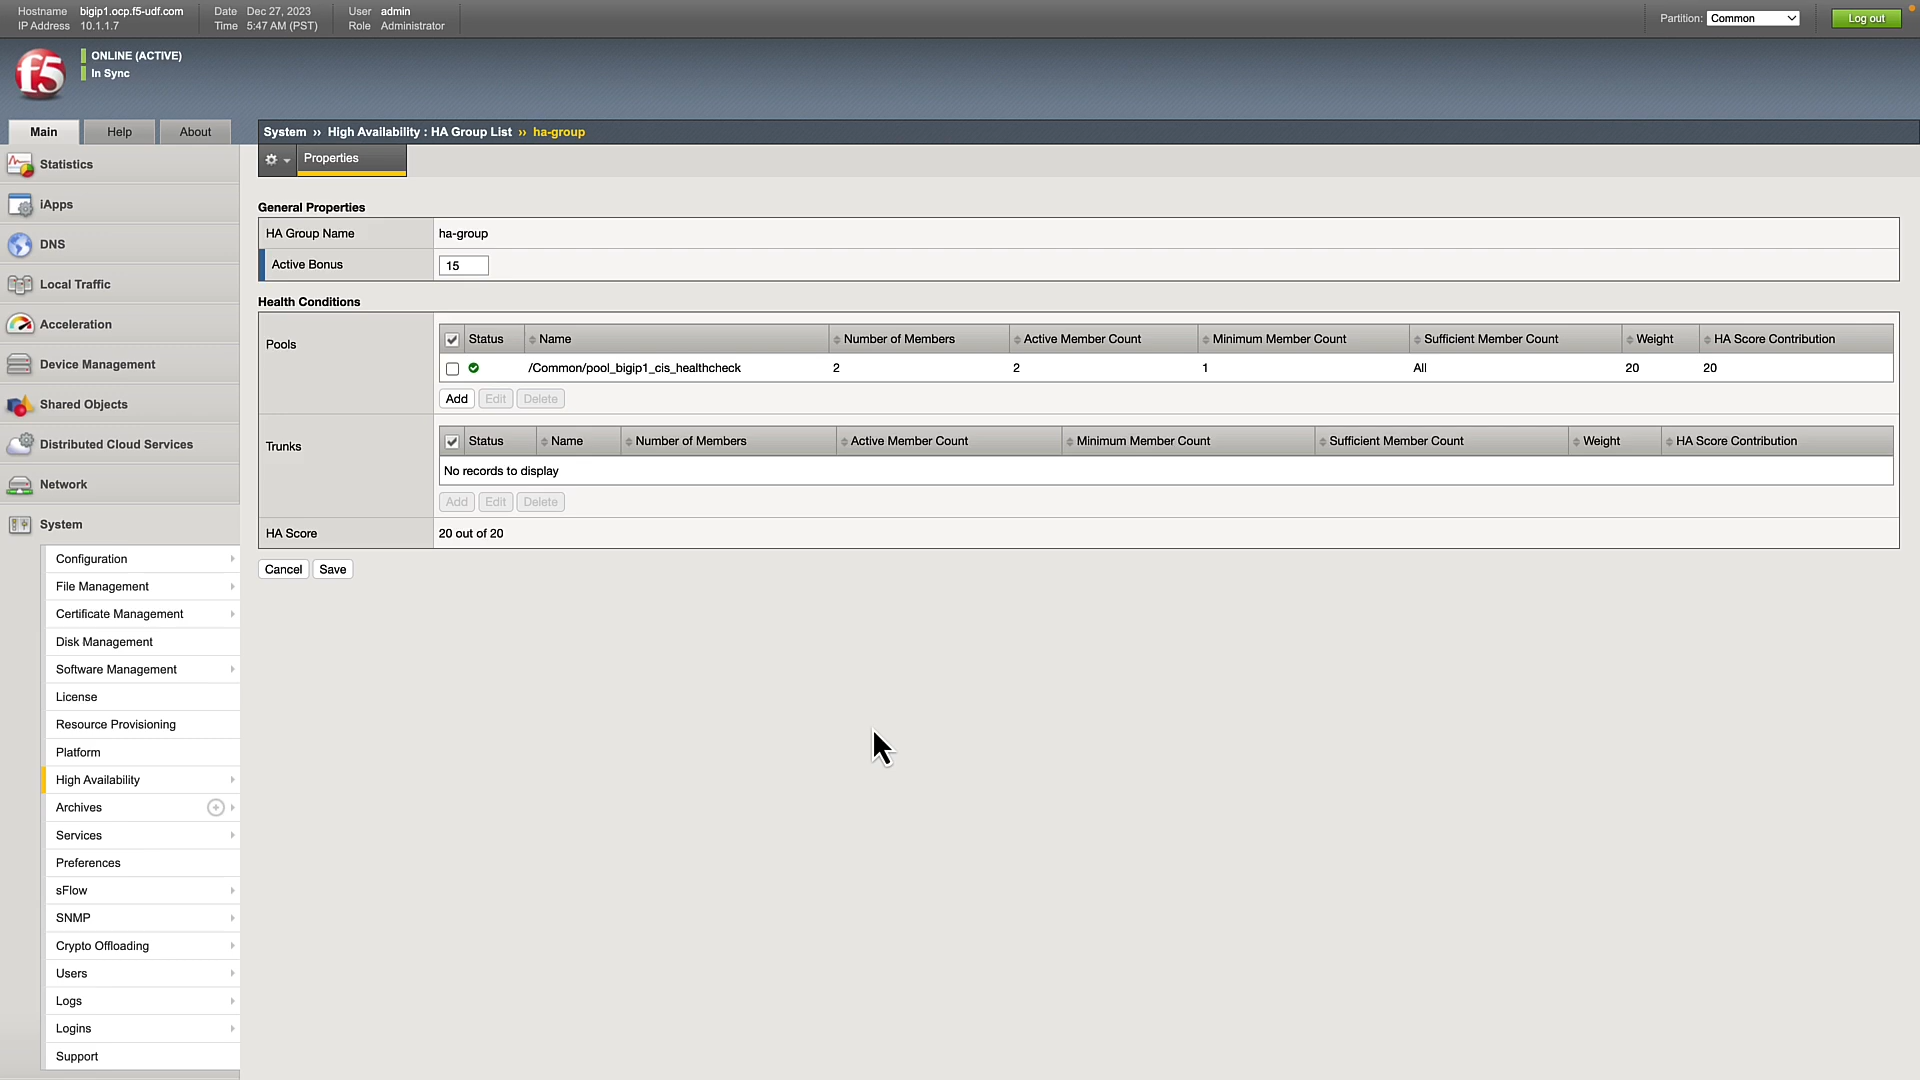 Hostname bigip1.ocp.f5-udf.com Date Dec 27, 2023 User admin
IP Address 10.1.1.7 Time 5:47 AM (PST) Role Administrator
Partition: Common Log out
f5
ONLINE (ACTIVE)
In Sync
Main Help About
System ›› High Availability : HA Group List ›› ha-group
Properties
Statistics
iApps
DNS
Local Traffic
Acceleration
Device Management
Shared Objects
Distributed Cloud Services
Network
System
Configuration
File Management
Certificate Management
Disk Management
Software Management
License
Resource Provisioning
Platform
High Availability
Archives
Services
Preferences
sFlow
SNMP
Crypto Offloading
Users
Logs
Logins
Support
General Properties
HA Group Name ha-group
Active Bonus 15
Health Conditions
Pools
Status Name Number of Members Active Member Count Minimum Member Count Sufficient Member Count Weight HA Score Contribution
/Common/pool_bigip1_cis_healthcheck 2 2 1 All 20 20
Add Edit Delete
Trunks
Status Name Number of Members Active Member Count Minimum Member Count Sufficient Member Count Weight HA Score Contribution
No records to display
Add Edit Delete
HA Score 20 out of 20
Cancel Save